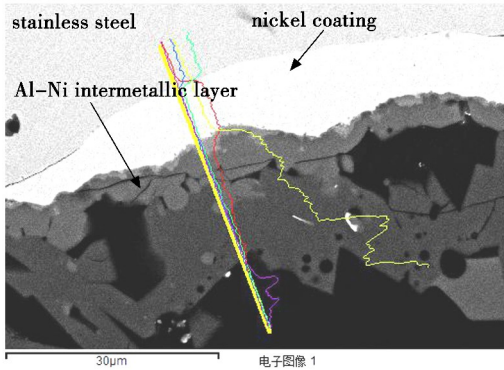 stainless steel
nickel coating
Al-Ni intermetallic layer
30μm
电子图像 1